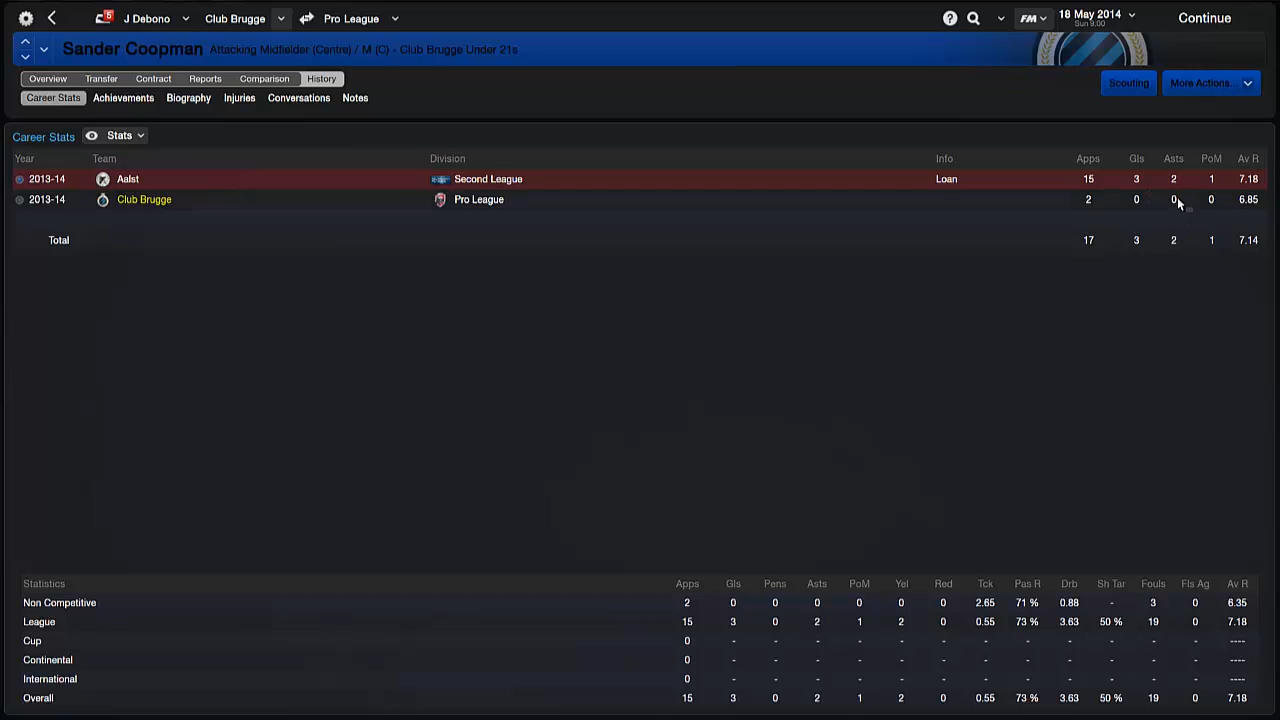 5 J Debono Club Brugge Pro League FM 18 May 2014 Sun 9:00 Continue
Sander Coopman Attacking Midfielder (Centre) / M (C) - Club Brugge Under 21s
Overview Transfer Contract Reports Comparison History Scouting More Actions...
Career Stats Achievements Biography Injuries Conversations Notes
Career Stats Stats
Year Team Division Info Apps Gls Asts PoM Av R
2013-14 Aalst Second League Loan 15 3 2 1 7.18
2013-14 Club Brugge Pro League 2 0 0 0 6.85
Total 17 3 2 1 7.14
Statistics Apps Gls Pens Asts PoM Yel Red Tck Pas R Drb Sh Tar Fouls Fls Ag Av R
Non Competitive 2 0 0 0 0 0 0 2.65 71 % 0.88 - 3 0 6.35
League 15 3 0 2 1 2 0 0.55 73 % 3.63 50 % 19 0 7.18
Cup 0 - - - - - - - - - - - - ----
Continental 0 - - - - - - - - - - - - ----
International 0 - - - - - - - - - - - - ----
Overall 15 3 0 2 1 2 0 0.55 73 % 3.63 50 % 19 0 7.18